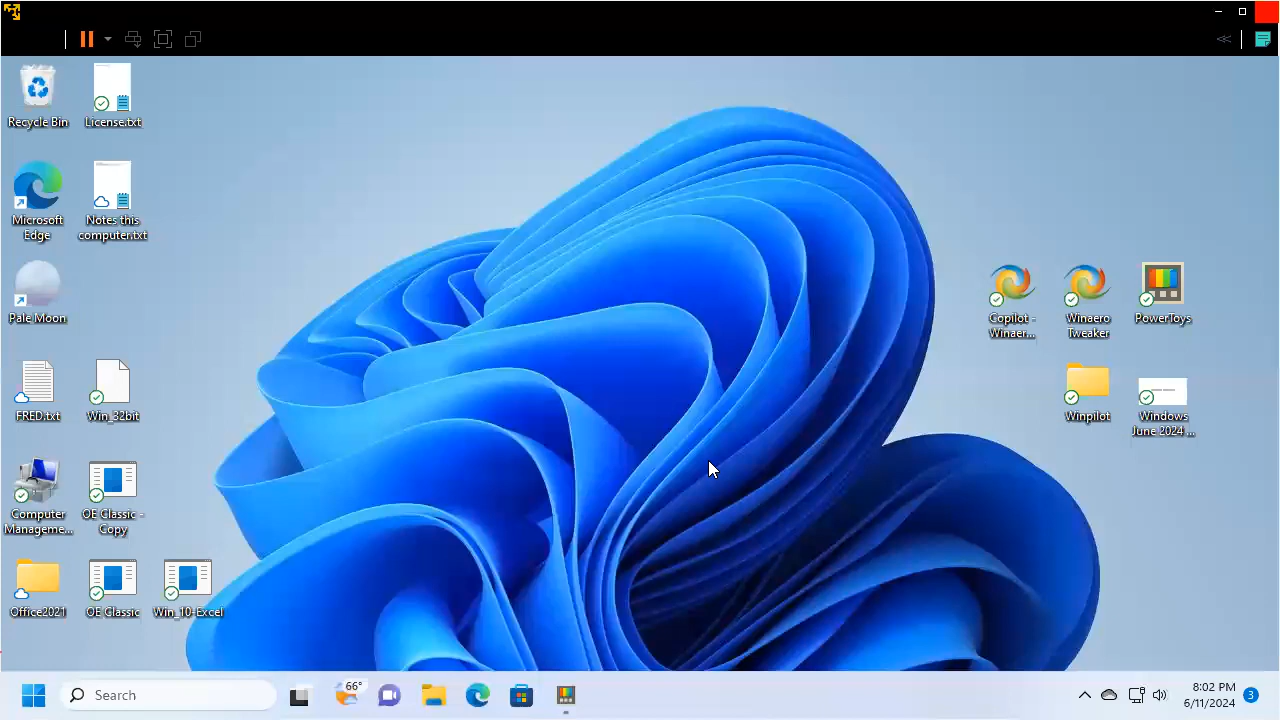 Recycle Bin
License.txt
Microsoft
Edge
Notes this
computer.txt
Pale Moon
FRED.txt
Win_32bit
Computer
Manageme...
OE Classic -
Copy
Office2021
OE Classic
Win_10-Excel
Copilot -
Winaer...
Winaero
Tweaker
PowerToys
Winpilot
Windows
June 2024 ...
Search
66°
8:02 PM
6/11/2024
3